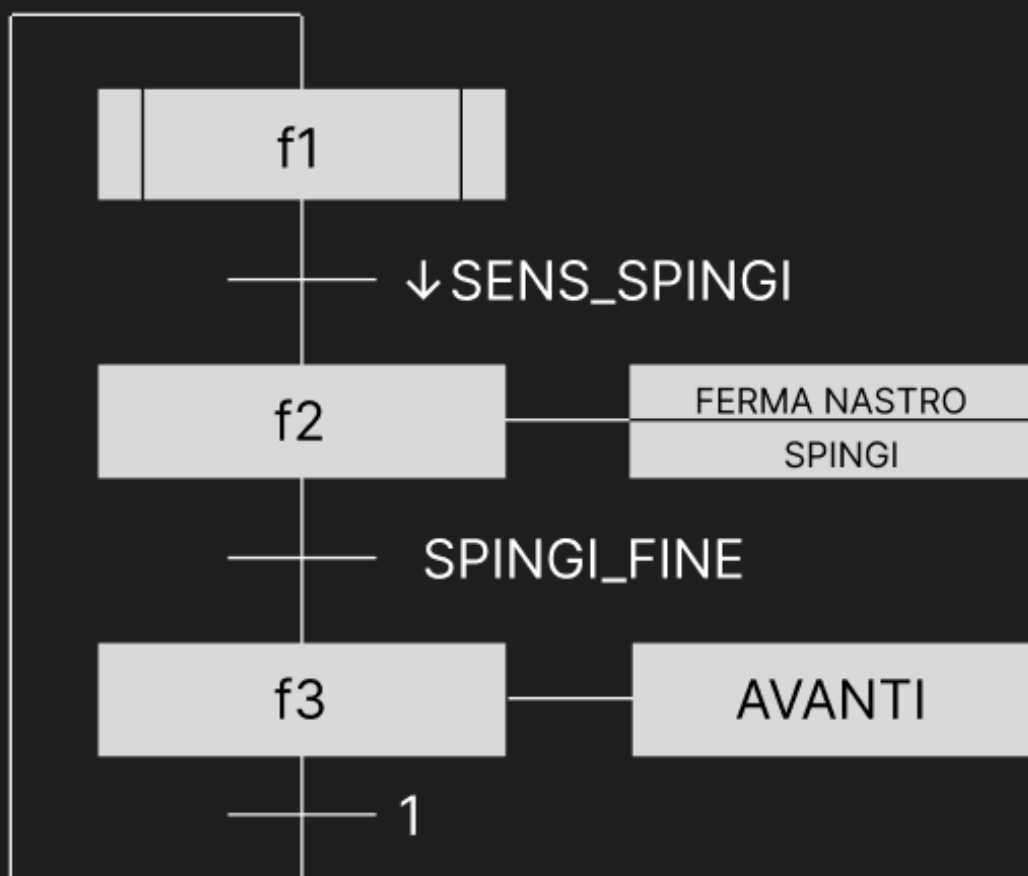 f1
↓SENS_SPINGI
f2
FERMA NASTRO
SPINGI
SPINGI_FINE
f3
AVANTI
1